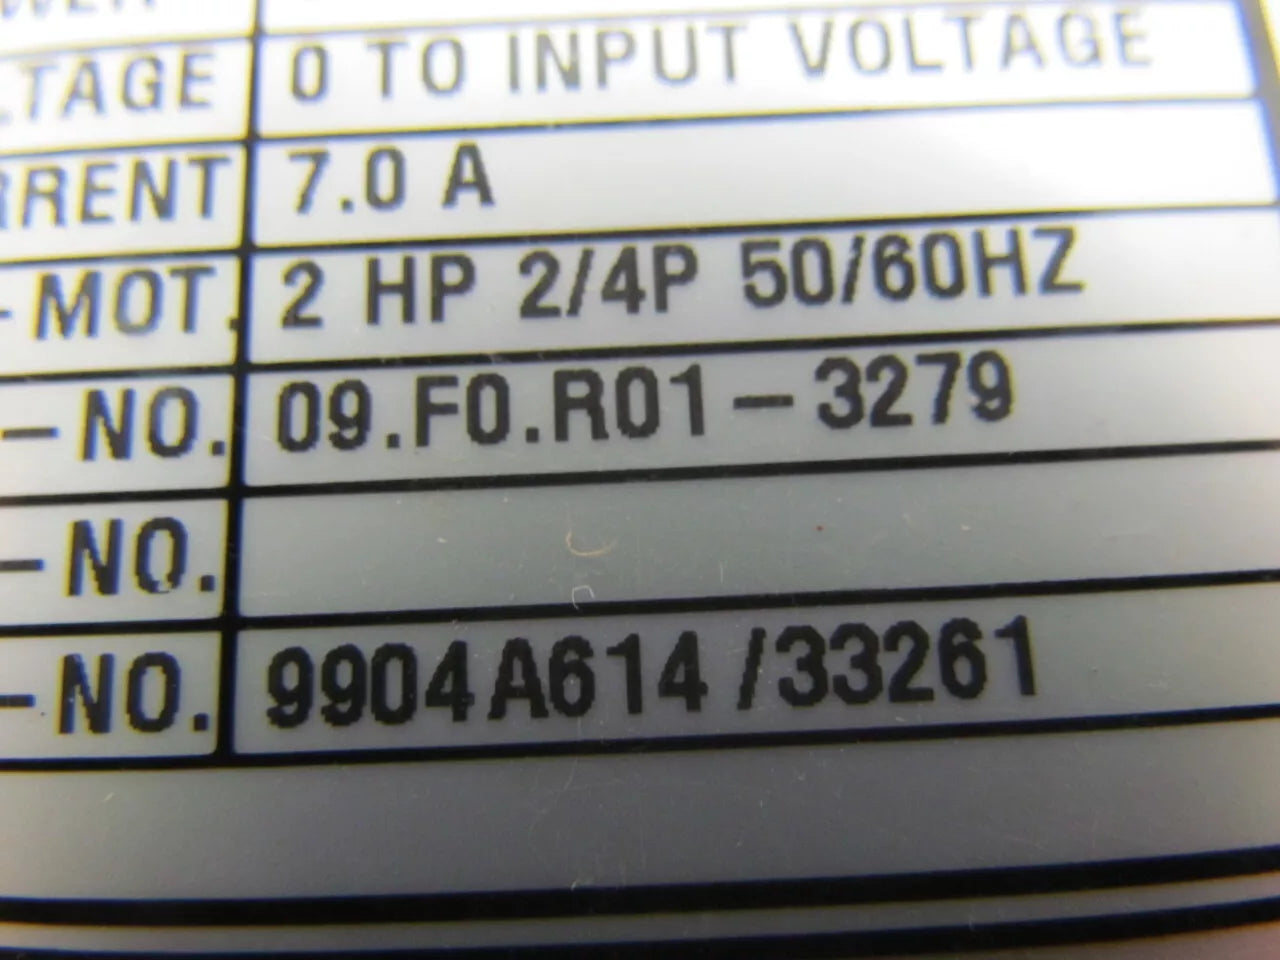 LTAGE 0 TO INPUT VOLTAGE
RRENT 7.0 A
-MOT. 2 HP 2/4P 50/60HZ
-NO. 09.F0.R01-3279
-NO.
-NO. 9904A614/33261